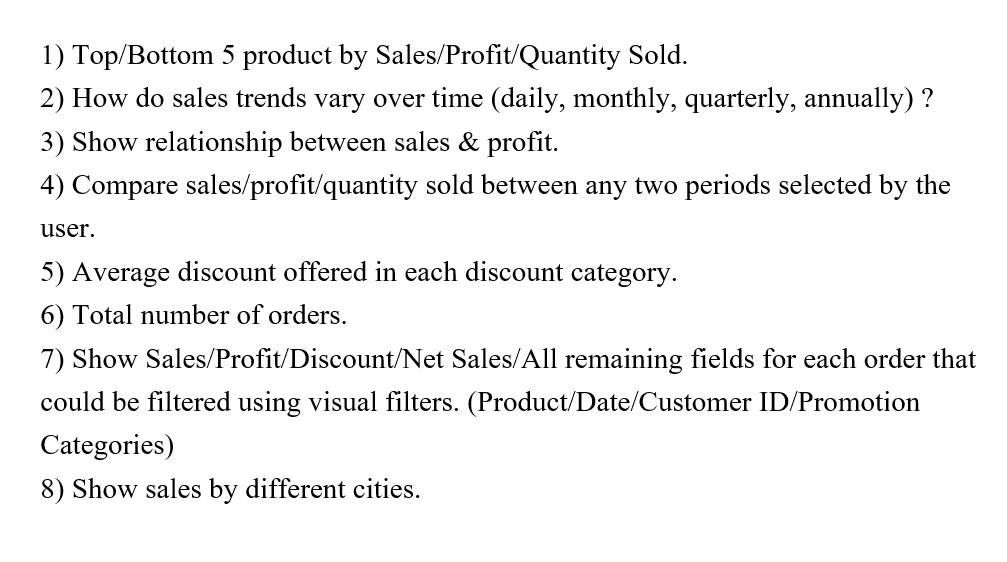 1) Top/Bottom 5 product by Sales/Profit/Quantity Sold.
2) How do sales trends vary over time (daily, monthly, quarterly, annually) ?
3) Show relationship between sales & profit.
4) Compare sales/profit/quantity sold between any two periods selected by the
user.
5) Average discount offered in each discount category.
6) Total number of orders.
7) Show Sales/Profit/Discount/Net Sales/All remaining fields for each order that
could be filtered using visual filters. (Product/Date/Customer ID/Promotion
Categories)
8) Show sales by different cities.